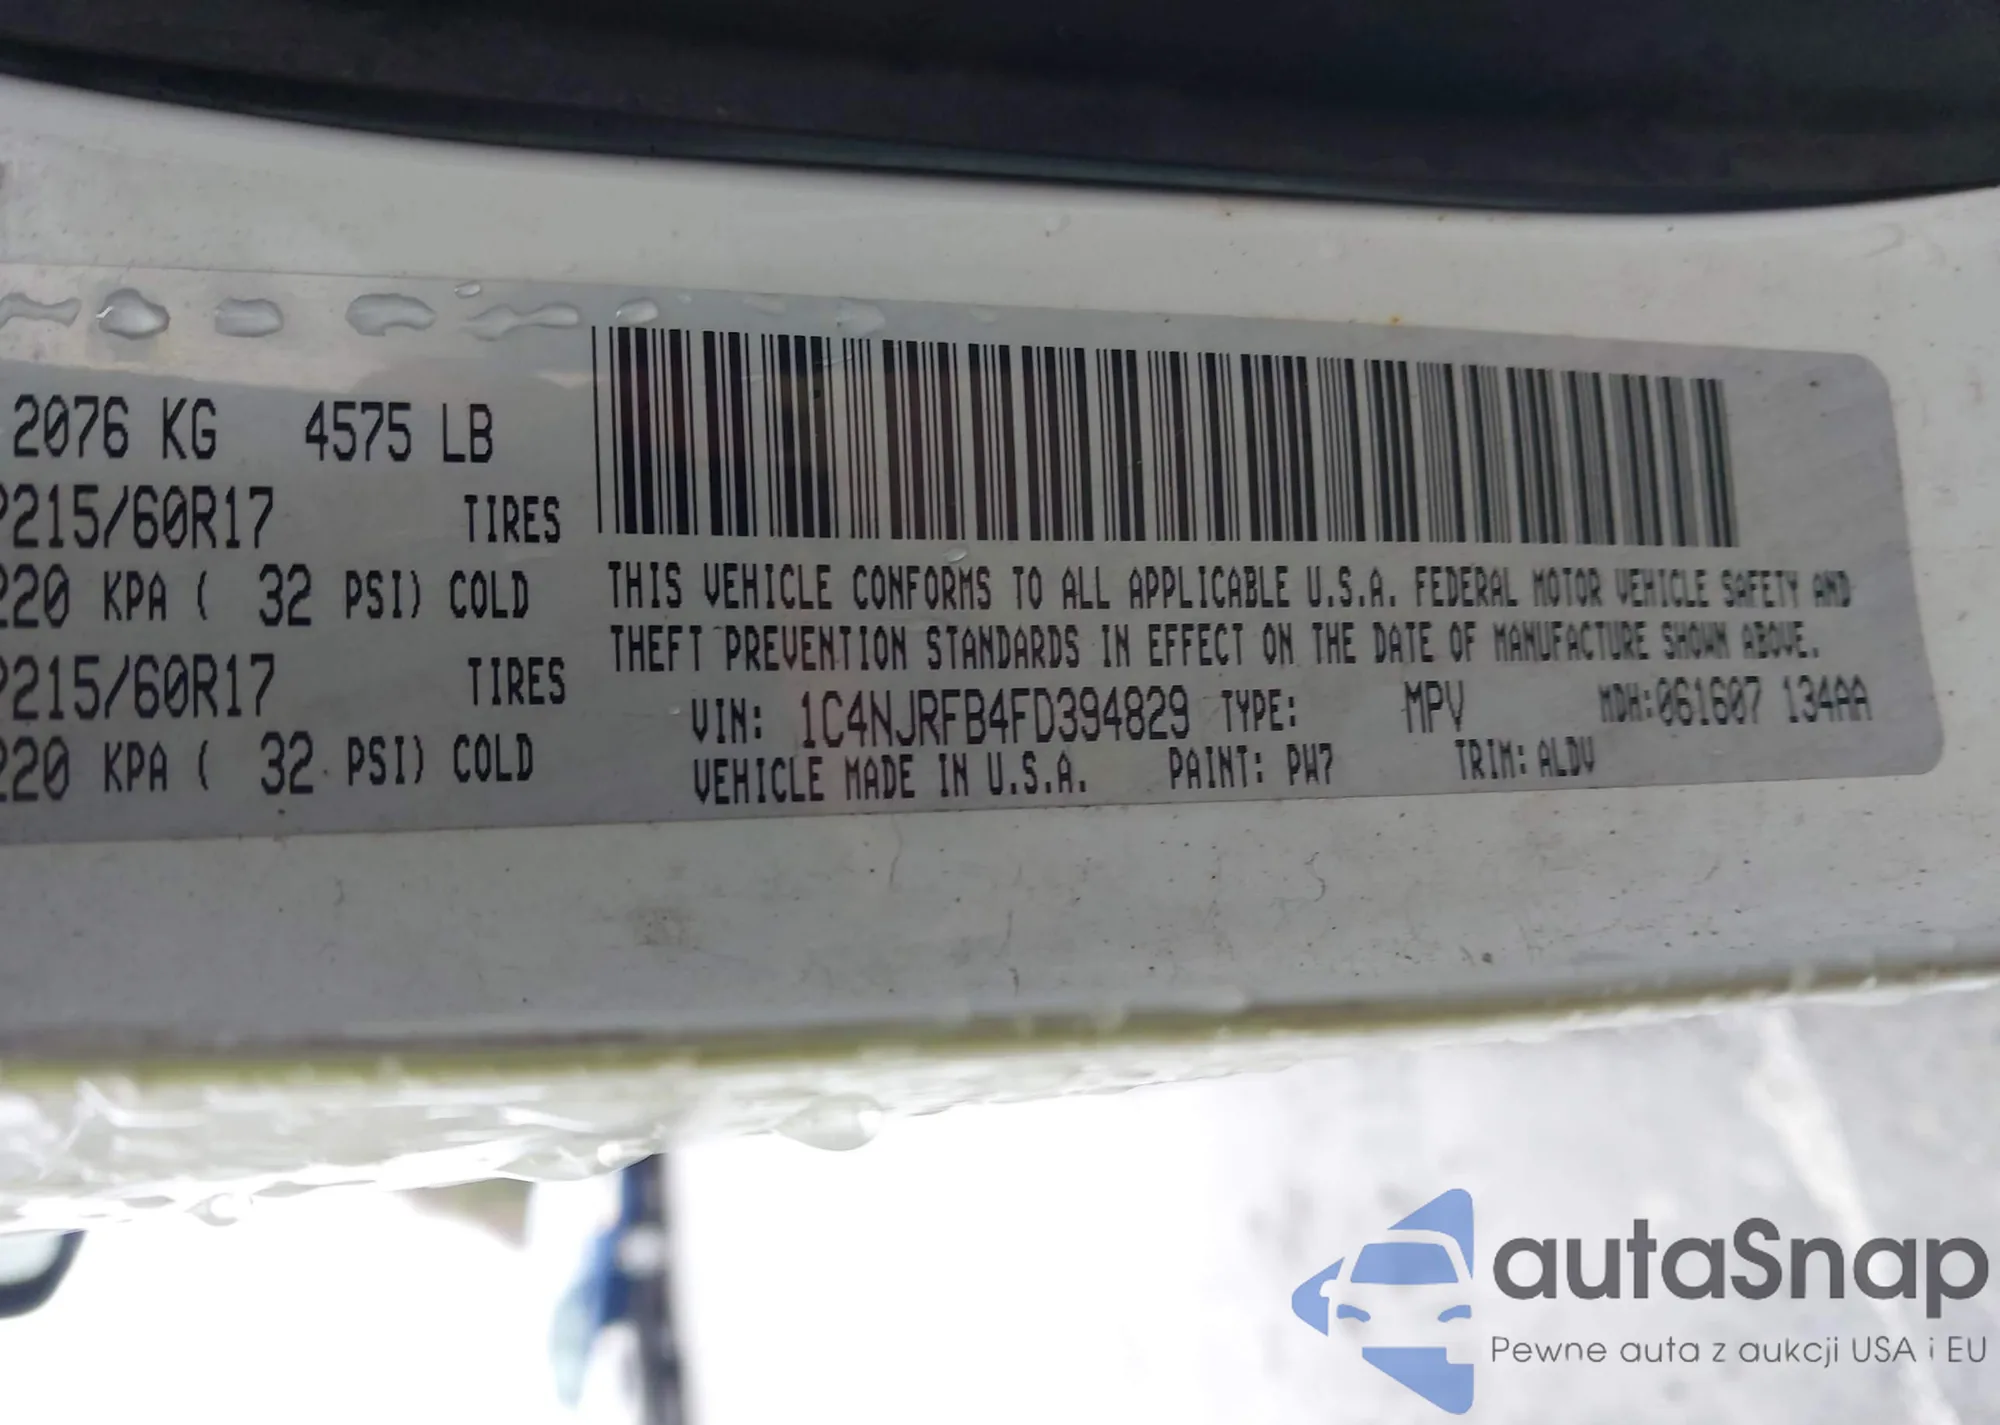 2076 KG 4575 LB
P215/60R17 TIRES
220 KPA ( 32 PSI) COLD
P215/60R17 TIRES
220 KPA ( 32 PSI) COLD
THIS VEHICLE CONFORMS TO ALL APPLICABLE U.S.A. FEDERAL MOTOR VEHICLE SAFETY AND
THEFT PREVENTION STANDARDS IN EFFECT ON THE DATE OF MANUFACTURE SHOWN ABOVE.
VIN: 1C4NJRFB4FD394829 TYPE: MPV MDH:061607 134AA
VEHICLE MADE IN U.S.A. PAINT: PW7 TRIM: ALDV
autaSnap
Pewne auta z aukcji USA i EU